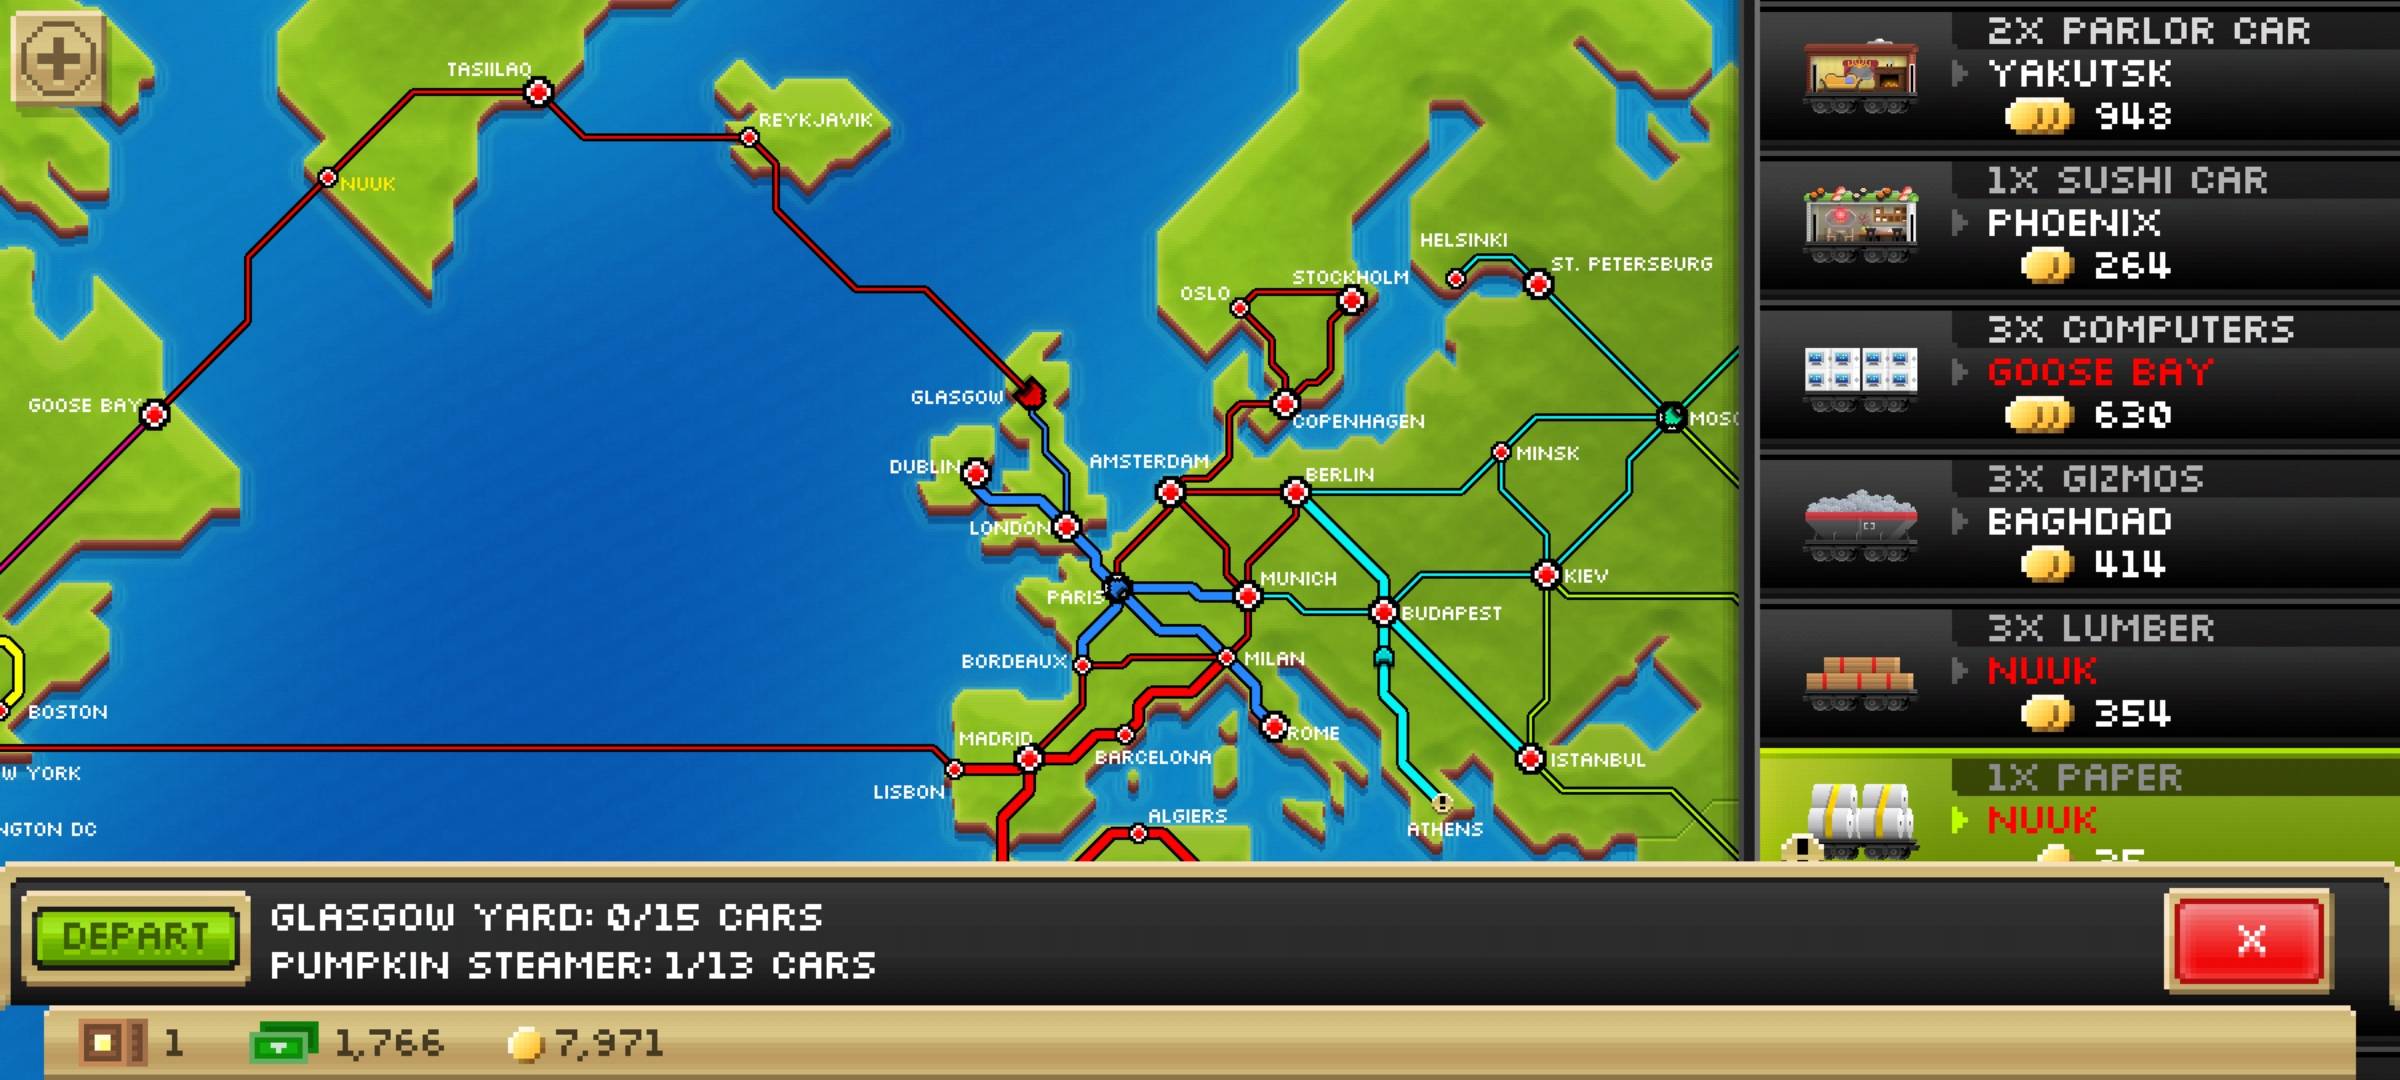 TASIILAQ
REYKJAVIK
NUUK
HELSINKI
ST. PETERSBURG
STOCKHOLM
OSLO
GOOSE BAY
GLASGOW
COPENHAGEN
MOSC
DUBLIN
AMSTERDAM
BERLIN
MINSK
LONDON
MUNICH
KIEV
PARIS
BUDAPEST
BORDEAUX
MILAN
BOSTON
MADRID
ROME
BARCELONA
ISTANBUL
W YORK
LISBON
ALGIERS
NGTON DC
ATHENS
2X PARLOR CAR
YAKUTSK
948
1X SUSHI CAR
PHOENIX
264
3X COMPUTERS
GOOSE BAY
630
3X GIZMOS
BAGHDAD
414
3X LUMBER
NUUK
354
1X PAPER
NUUK
DEPART
GLASGOW YARD: 0/15 CARS
PUMPKIN STEAMER: 1/13 CARS
X
1
1,766
7,971